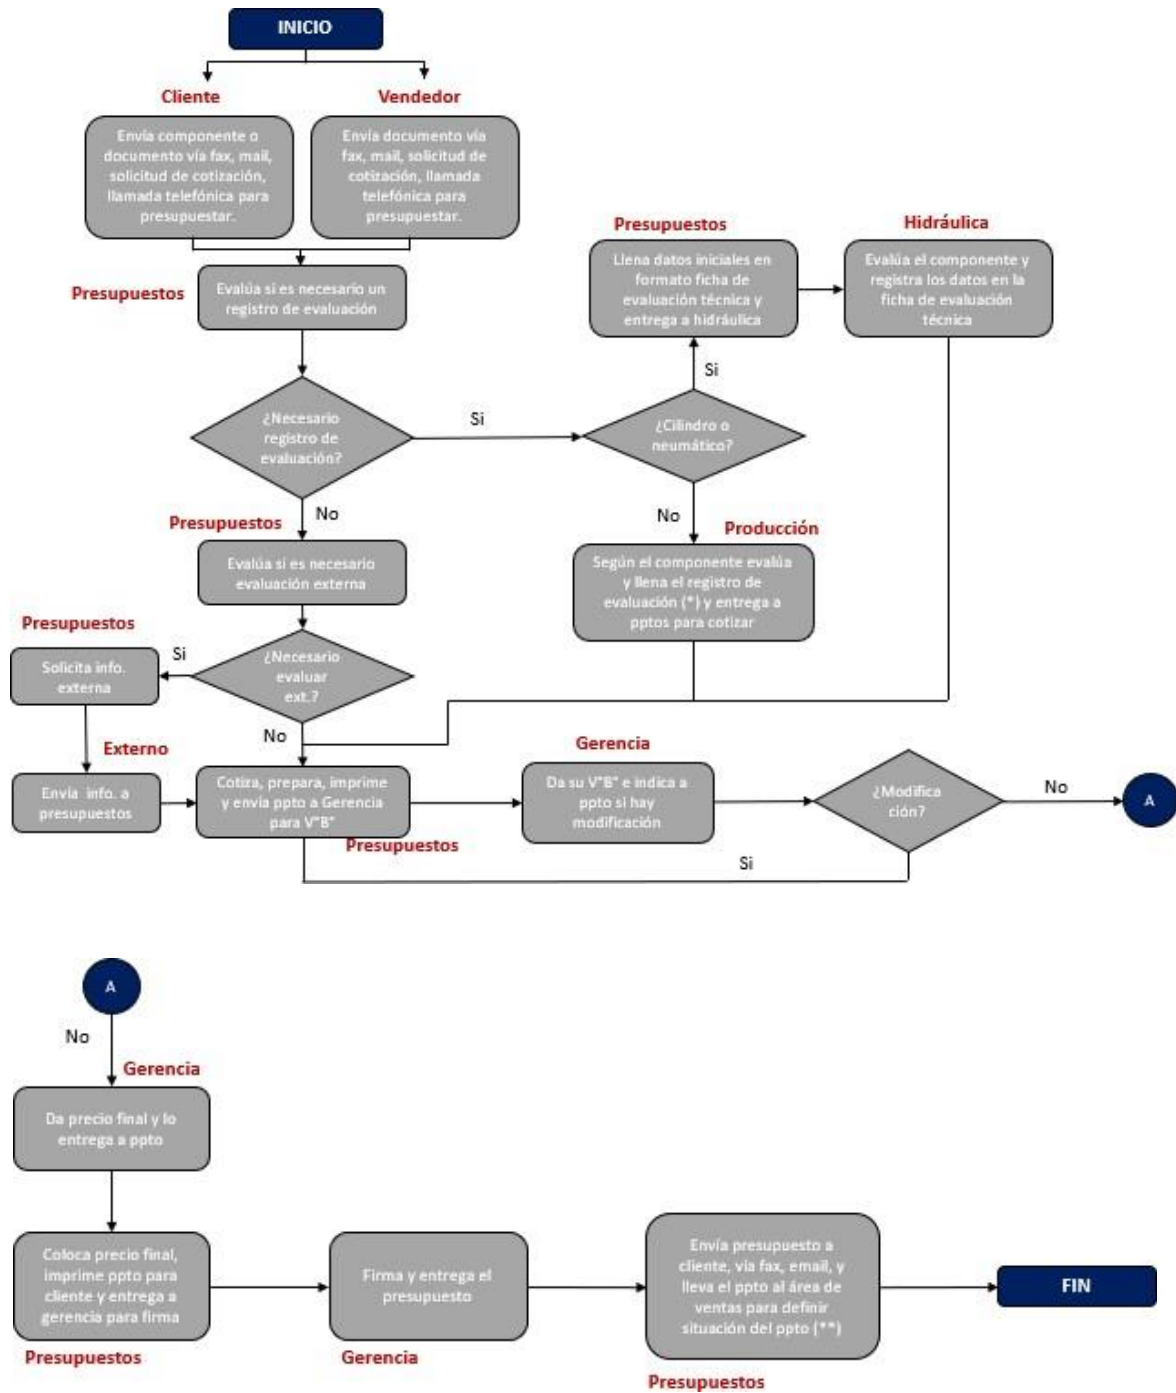 INICIO
Cliente
Vendedor
Envía componente o
documento vía fax, mail,
solicitud de cotización,
llamada telefónica para
presupuestar.
Envía documento vía
fax, mail, solicitud de
cotización, llamada
telefónica para
presupuestar.
Presupuestos
Evalúa si es necesario un
registro de evaluación
Presupuestos
Llena datos iniciales en
formato ficha de
evaluación técnica y
entrega a hidráulica
Hidráulica
Evalúa el componente y
registra los datos en la
ficha de evaluación
técnica
Si
¿Necesario
registro de
evaluación?
Si
¿Cilindro o
neumático?
No
No
Presupuestos
Producción
Evalúa si es necesario
evaluación externa
Según el componente evalúa
y llena el registro de
evaluación (*) y entrega a
pptos para cotizar
Presupuestos
Solicita info.
externa
Si
¿Necesario
evaluar
ext.?
No
Externo
Envía info. a
presupuestos
Cotiza, prepara, imprime
y envía ppto a Gerencia
para V°B°
Presupuestos
Gerencia
Da su V°B° e indica a
ppto si hay
modificación
¿Modifica
ción?
No
A
Si
A
No
Gerencia
Da precio final y lo
entrega a ppto
Coloca precio final,
imprime ppto para
cliente y entrega a
gerencia para firma
Presupuestos
Firma y entrega el
presupuesto
Gerencia
Envía presupuesto a
cliente, vía fax, email, y
lleva el ppto al área de
ventas para definir
situación del ppto (**)
Presupuestos
FIN